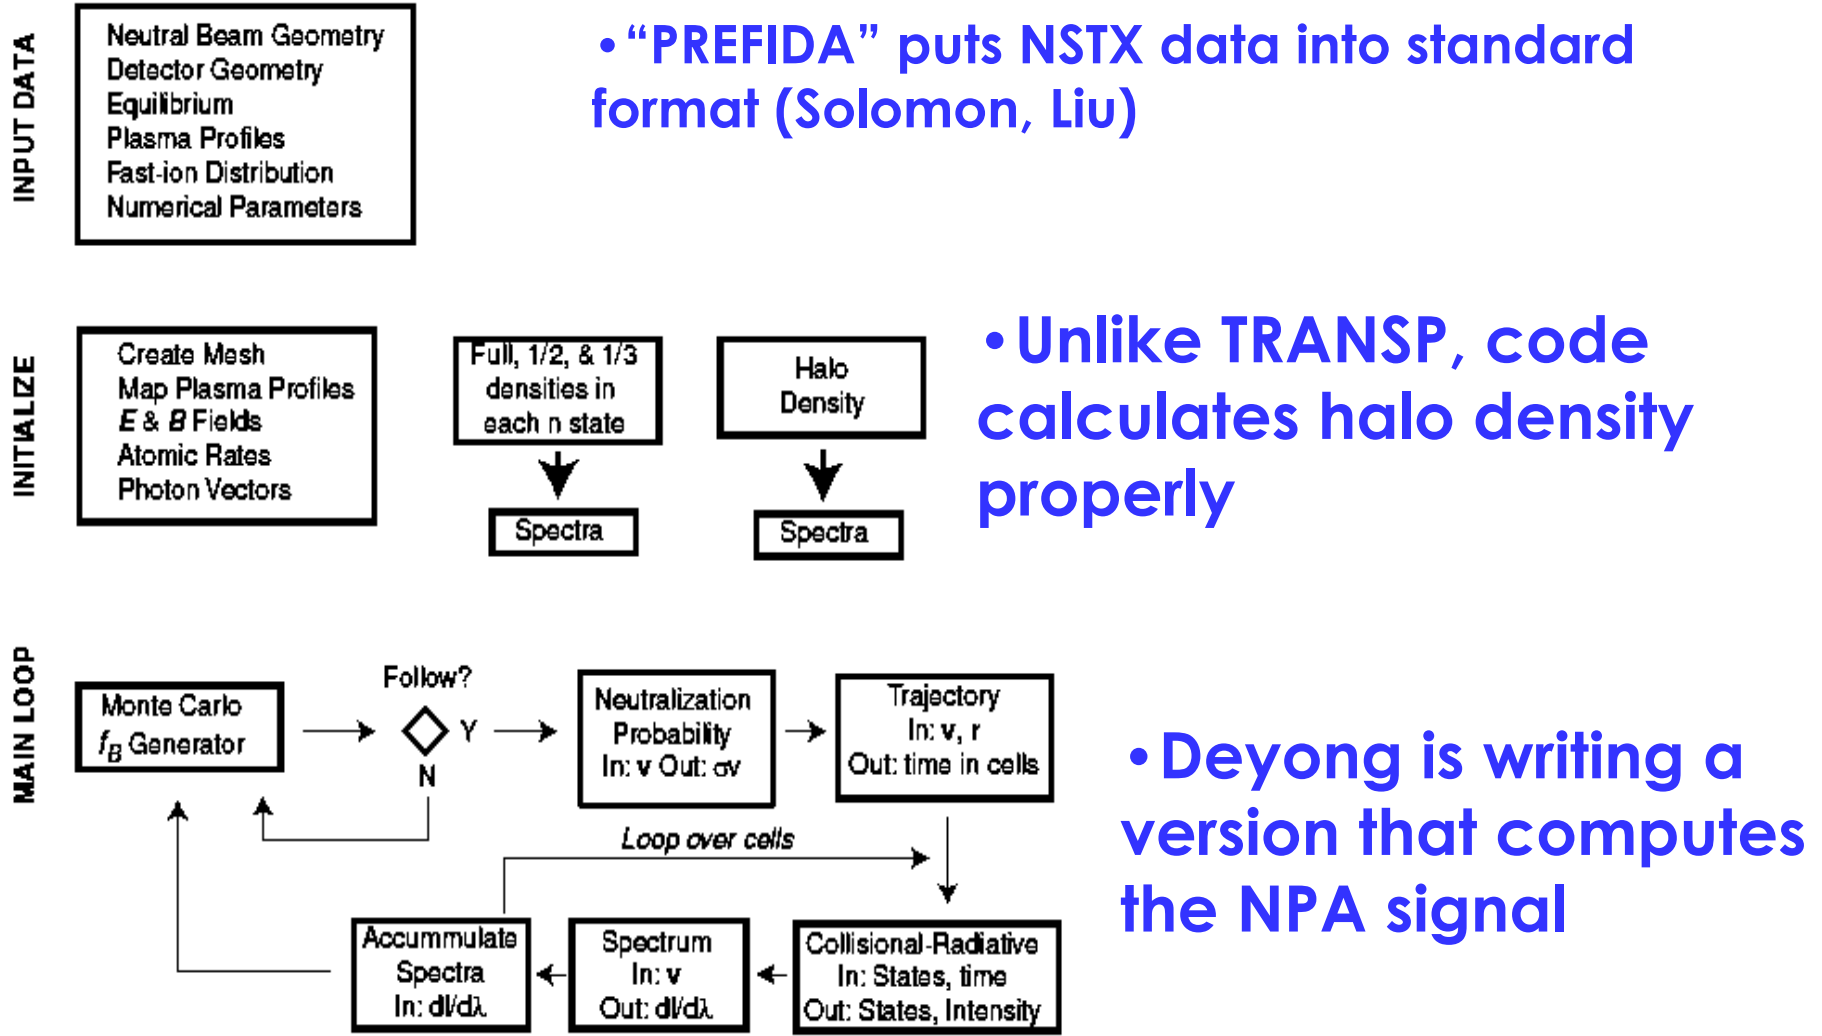 INPUT DATA
Neutral Beam Geometry
Detector Geometry
Equilibrium
Plasma Profiles
Fast-ion Distribution
Numerical Parameters
• “PREFIDA” puts NSTX data into standard
format (Solomon, Liu)
INITIALIZE
Create Mesh
Map Plasma Profiles
E & B Fields
Atomic Rates
Photon Vectors
Full, 1/2, & 1/3
densities in
each n state
Spectra
Halo
Density
Spectra
• Unlike TRANSP, code
calculates halo density
properly
MAIN LOOP
Monte Carlo
fB Generator
Follow?
Y
N
Neutralization
Probability
In: v Out: σv
Trajectory
In: v, r
Out: time in cells
Loop over cells
Accummulate
Spectra
In: dI/dλ
Spectrum
In: v
Out: dI/dλ
Collisional-Radiative
In: States, time
Out: States, Intensity
• Deyong is writing a
version that computes
the NPA signal